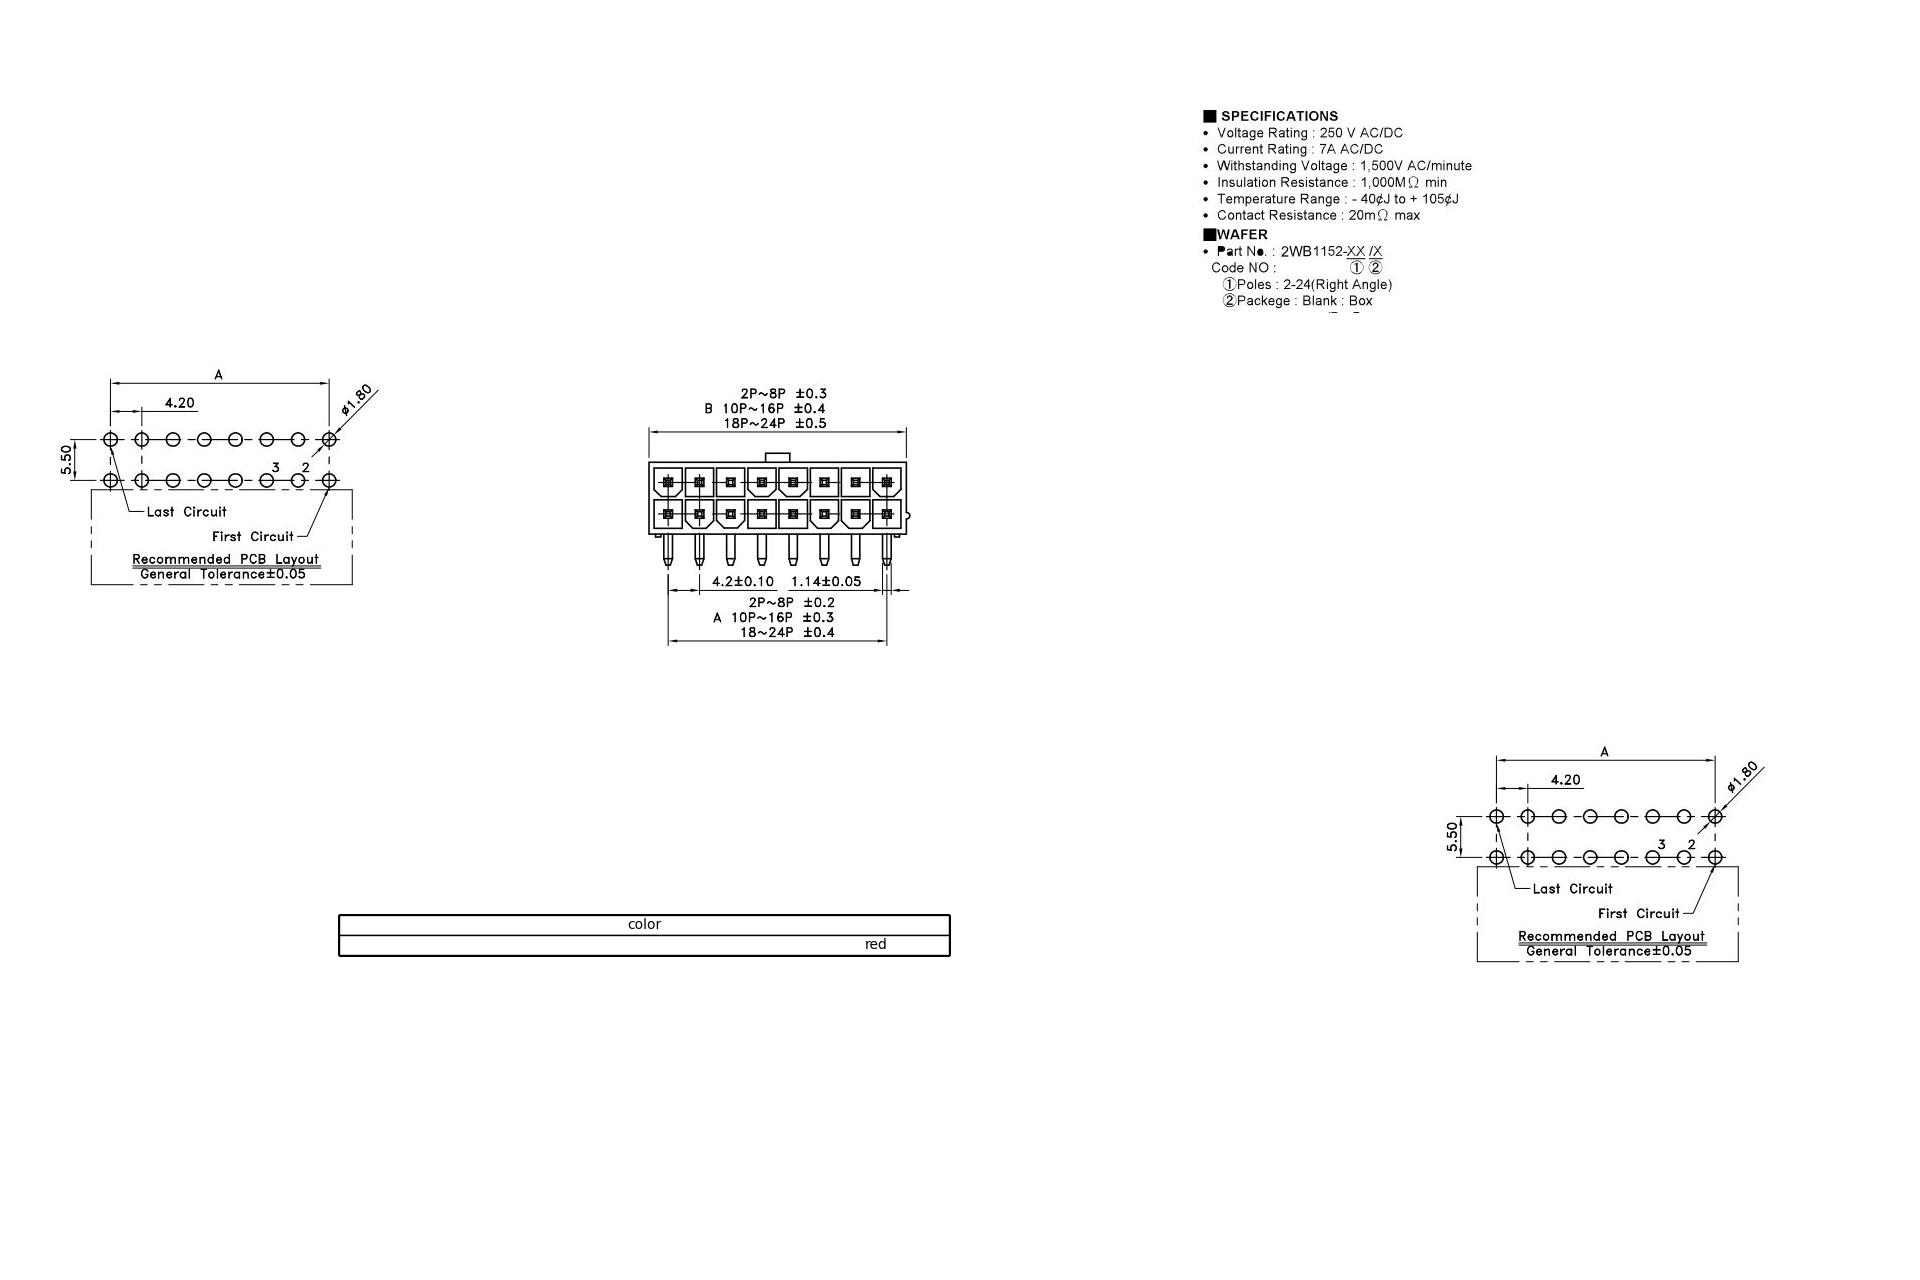 ■ SPECIFICATIONS
• Voltage Rating : 250 V AC/DC
• Current Rating : 7A AC/DC
• Withstanding Voltage : 1,500V AC/minute
• Insulation Resistance : 1,000MΩ min
• Temperature Range : - 40¢J to + 105¢J
• Contact Resistance : 20mΩ max
■WAFER
• Part No. : 2WB1152-XX /X
Code NO : ① ②
①Poles : 2-24(Right Angle)
②Packege : Blank : Box
A
4.20
ø1.80
5.50
3 2
Last Circuit
First Circuit
Recommended PCB Layout
General Tolerance±0.05
2P~8P ±0.3
B 10P~16P ±0.4
18P~24P ±0.5
4.2±0.10 1.14±0.05
2P~8P ±0.2
A 10P~16P ±0.3
18~24P ±0.4
A
4.20
ø1.80
5.50
3 2
Last Circuit
First Circuit
Recommended PCB Layout
General Tolerance±0.05
color
red